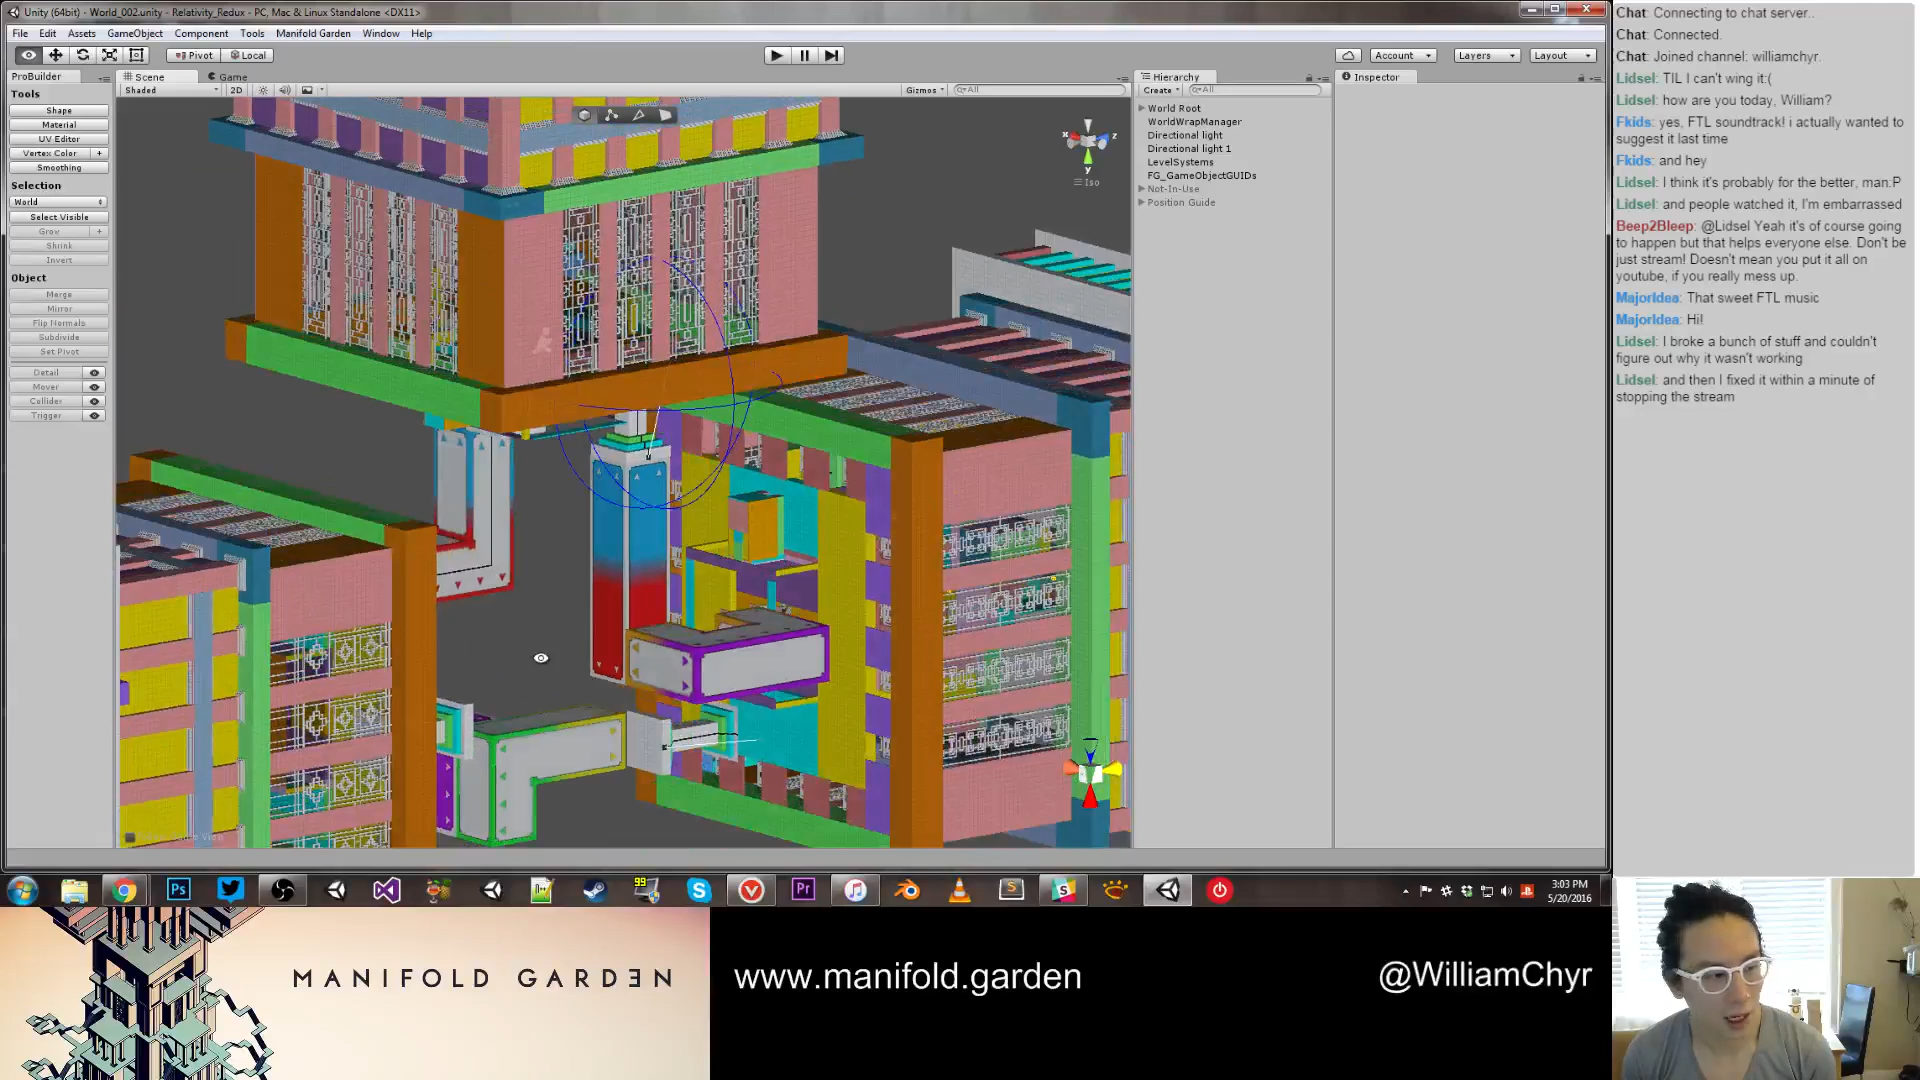 Unity (64bit) - World_002.unity - Relativity_Redux - PC, Mac & Linux Standalone <DX11>
File Edit Assets GameObject Component Tools Manifold Garden Window Help
Pivot Local Account Layers Layout
ProBuilder Scene Game Hierarchy Inspector
Shaded 2D Gizmos All Create All
Tools
Shape
Material
UV Editor
Vertex Color +
Smoothing
Selection
World
Select Visible
Grow +
Shrink
Invert
Object
Merge
Mirror
Flip Normals
Subdivide
Set Pivot
Detail
Mover
Collider
Trigger
x z
y
Iso
World Root
WorldWrapManager
Directional light
Directional light 1
LevelSystems
FG_GameObjectGUIDs
Not-In-Use
Position Guide
Chat: Connecting to chat server..
Chat: Connected.
Chat: Joined channel: williamchyr.
Lidsel: TIL I can't wing it:(
Lidsel: how are you today, William?
Fkids: yes, FTL soundtrack! i actually wanted to
suggest it last time
Fkids: and hey
Lidsel: I think it's probably for the better, man:P
Lidsel: and people watched it, I'm embarrassed
Beep2Bleep: @Lidsel Yeah it's of course going
to happen but that helps everyone else. Don't be
just stream! Doesn't mean you put it all on
youtube, if you really mess up.
MajorIdea: That sweet FTL music
MajorIdea: Hi!
Lidsel: I broke a bunch of stuff and couldn't
figure out why it wasn't working
Lidsel: and then I fixed it within a minute of
stopping the stream
Ps 99 Pr S
3:03 PM
5/20/2016
MANIFOLD GARDƎN
www.manifold.garden
@WilliamChyr